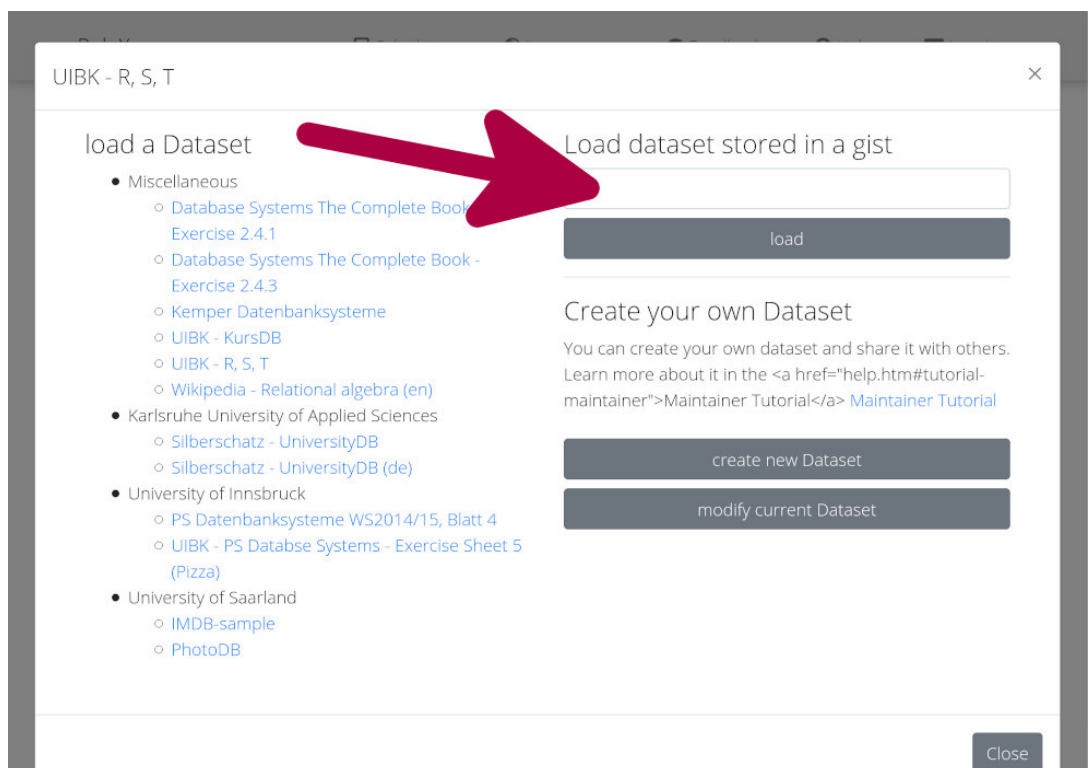 UIBK - R, S, T
×
load a Dataset
Miscellaneous
Database Systems The Complete Book
Exercise 2.4.1
Database Systems The Complete Book -
Exercise 2.4.3
Kemper Datenbanksysteme
UIBK - KursDB
UIBK - R, S, T
Wikipedia - Relational algebra (en)
Karlsruhe University of Applied Sciences
Silberschatz - UniversityDB
Silberschatz - UniversityDB (de)
University of Innsbruck
PS Datenbanksysteme WS2014/15, Blatt 4
UIBK - PS Databse Systems - Exercise Sheet 5
(Pizza)
University of Saarland
IMDB-sample
PhotoDB
Load dataset stored in a gist
load
Create your own Dataset
You can create your own dataset and share it with others.
Learn more about it in the <a href="help.htm#tutorial-
maintainer">Maintainer Tutorial</a> Maintainer Tutorial
create new Dataset
modify current Dataset
Close